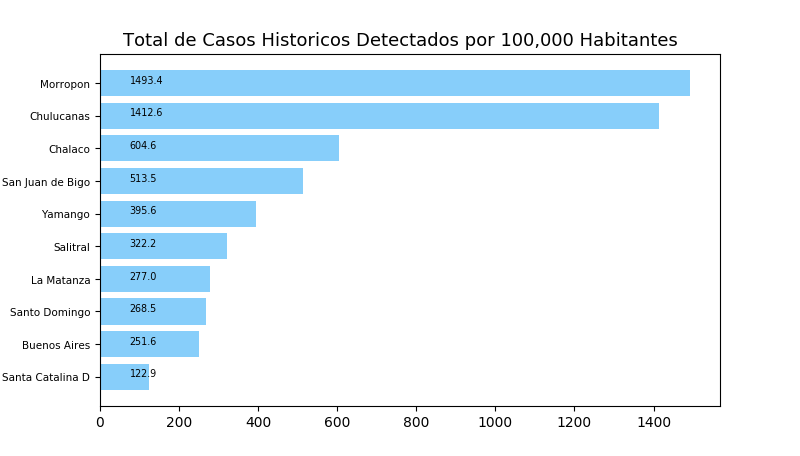 Total de Casos Historicos Detectados por 100,000 Habitantes
Morropon 1493.4
Chulucanas 1412.6
Chalaco 604.6
San Juan de Bigo 513.5
Yamango 395.6
Salitral 322.2
La Matanza 277.0
Santo Domingo 268.5
Buenos Aires 251.6
Santa Catalina D 122.9
0 200 400 600 800 1000 1200 1400